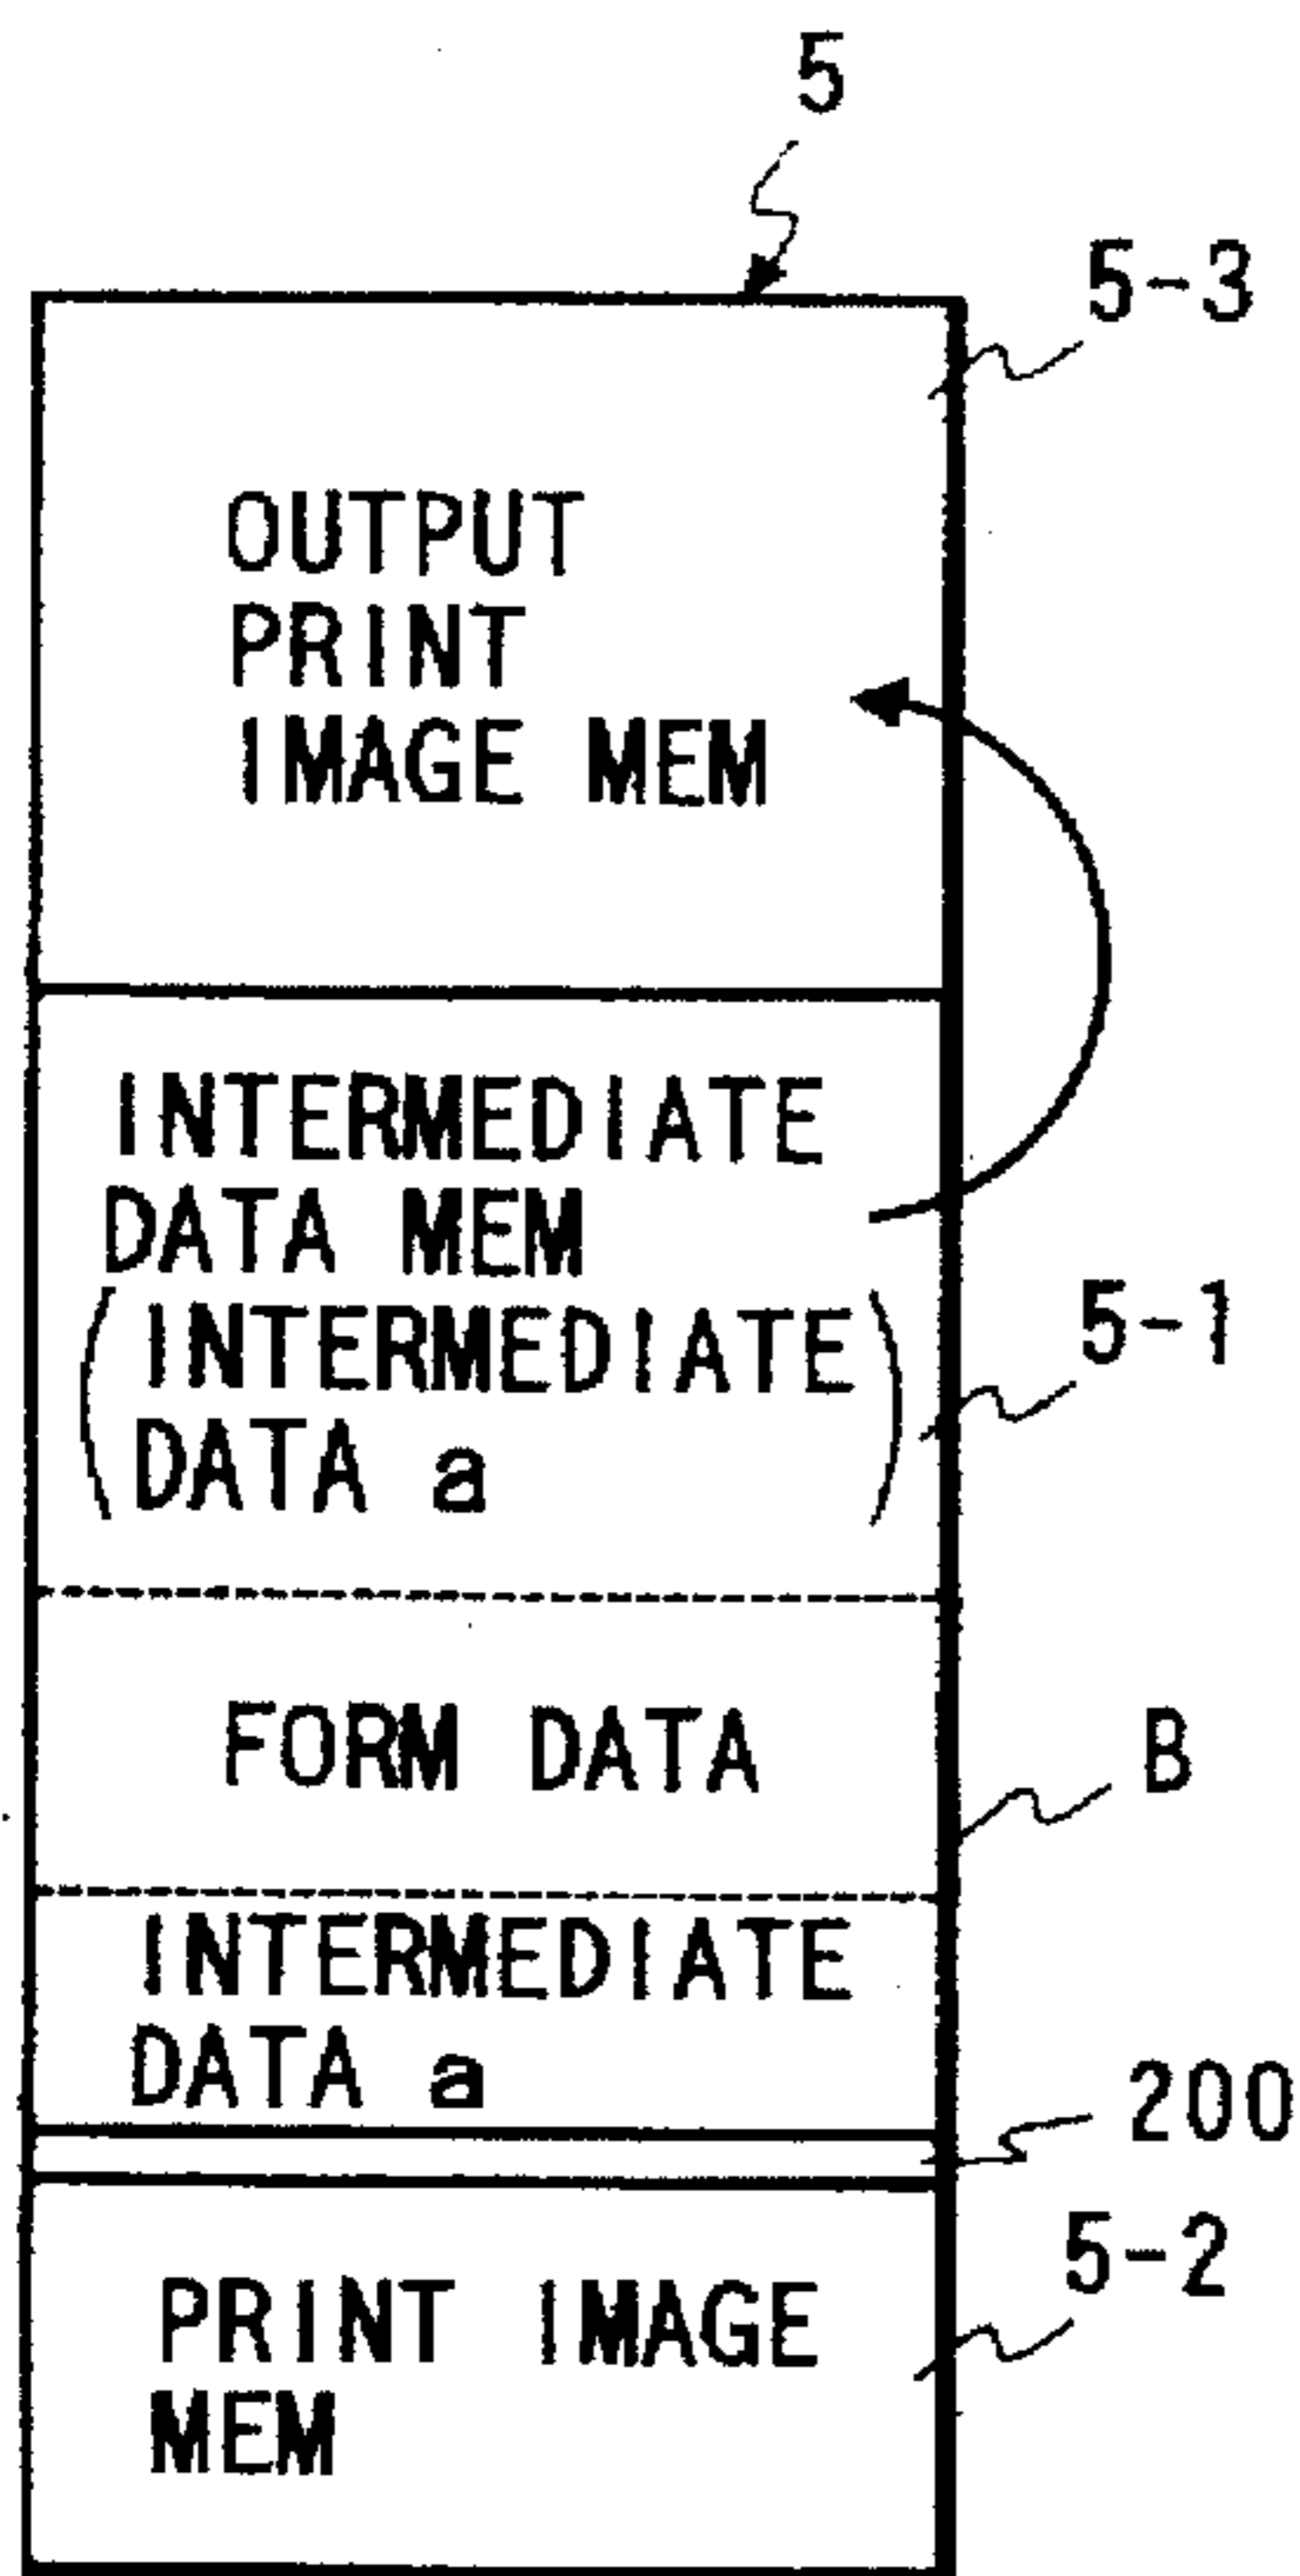 5
5-3
OUTPUT
PRINT
IMAGE MEM
INTERMEDIATE
DATA MEM
(INTERMEDIATE
DATA a)
5-1
FORM DATA
B
INTERMEDIATE
DATA a
200
5-2
PRINT IMAGE
MEM